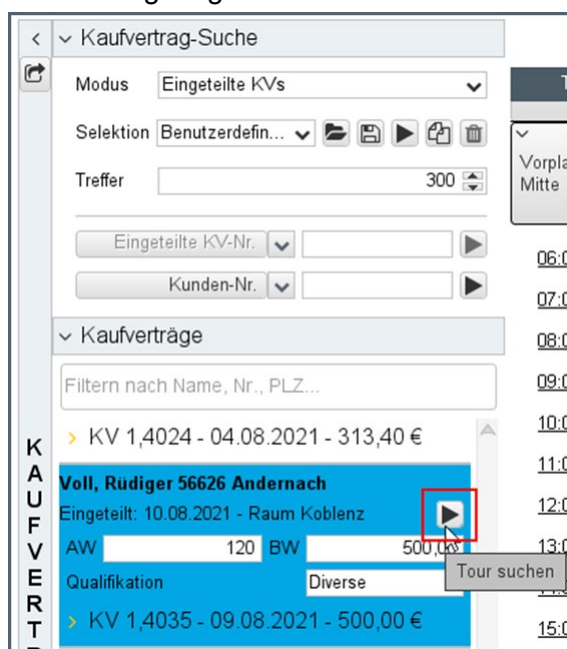 Kaufvertrag-Suche
Modus Eingeteilte KVs
Selektion Benutzerdefin...
Treffer 300
Eingeteilte KV-Nr.
Kunden-Nr.
Kaufverträge
Filtern nach Name, Nr., PLZ...
KV 1,4024 - 04.08.2021 - 313,40 €
Voll, Rüdiger 56626 Andernach
Eingeteilt: 10.08.2021 - Raum Koblenz
AW 120 BW 500,00
Tour suchen
Qualifikation Diverse
KV 1,4035 - 09.08.2021 - 500,00 €
KAUFVERT
Mitte
06:0
07:0
08:0
09:0
10:0
11:0
12:0
13:0
15:0